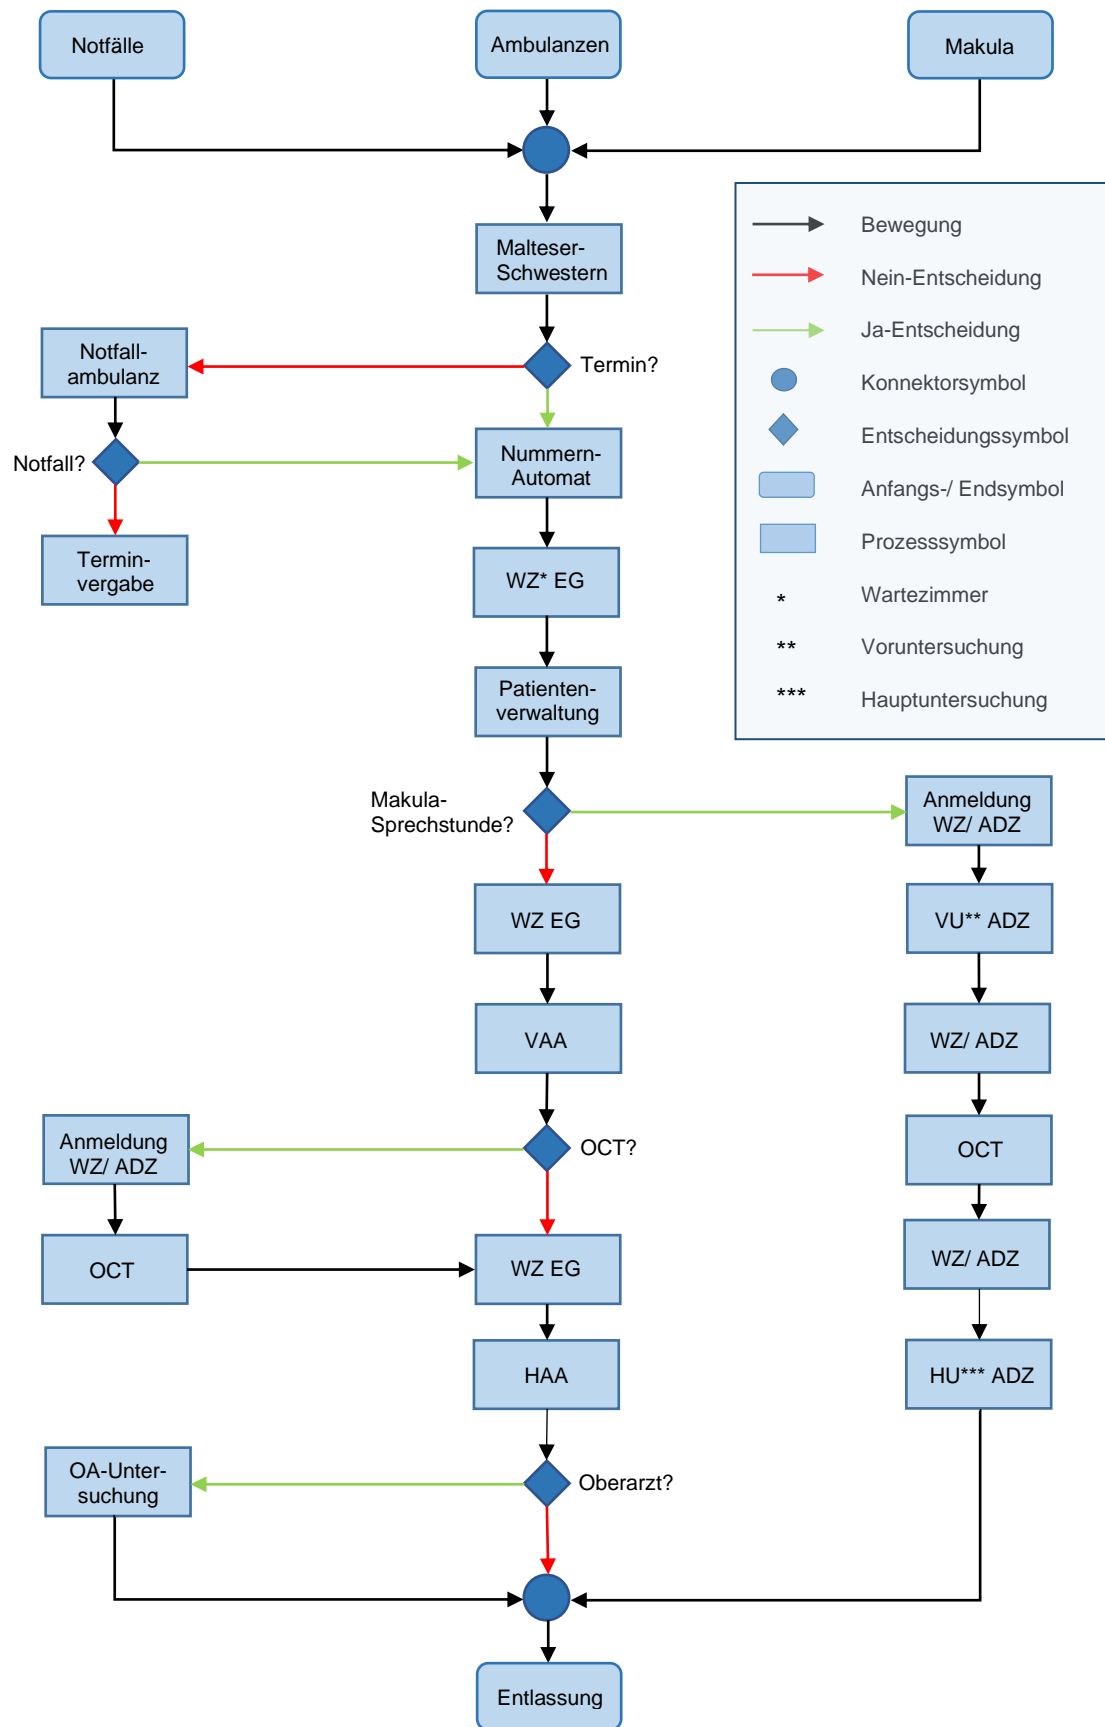 Notfälle
Ambulanzen
Makula
Malteser-
Schwestern
Bewegung
Nein-Entscheidung
Ja-Entscheidung
Konnektorsymbol
Entscheidungssymbol
Anfangs-/ Endsymbol
Prozesssymbol
* Wartezimmer
** Voruntersuchung
*** Hauptuntersuchung
Notfall-
ambulanz
Termin?
Notfall?
Nummern-
Automat
Termin-
vergabe
WZ* EG
Patienten-
verwaltung
Makula-
Sprechstunde?
Anmeldung
WZ/ ADZ
WZ EG
VU** ADZ
VAA
WZ/ ADZ
Anmeldung
WZ/ ADZ
OCT?
OCT
OCT
WZ EG
WZ/ ADZ
HAA
HU*** ADZ
OA-Unter-
suchung
Oberarzt?
Entlassung